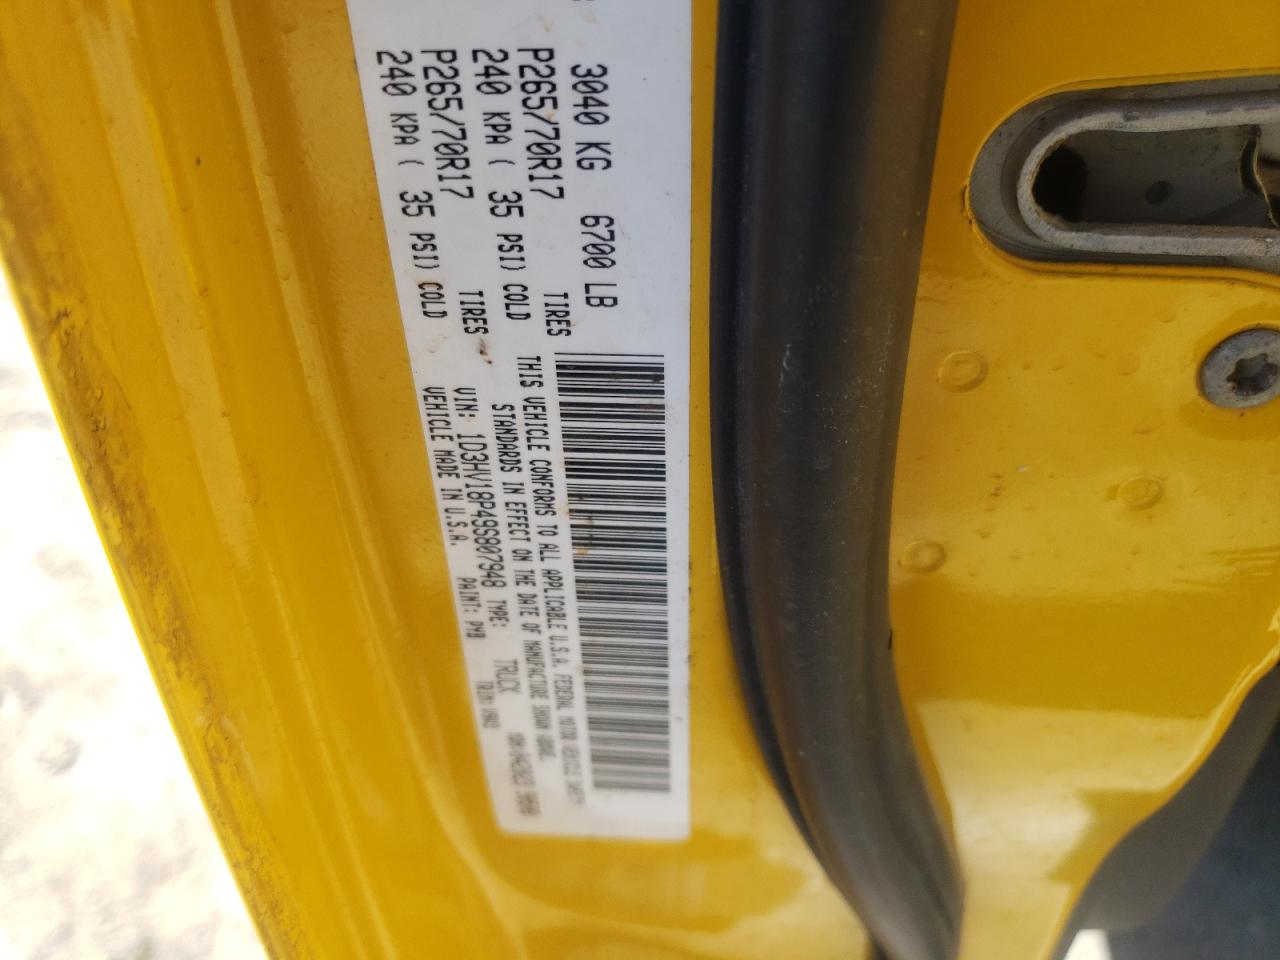 3040 KG 6700 LB
P265/70R17 TIRES
240 KPA ( 35 PSI) COLD
P265/70R17 TIRES
240 KPA ( 35 PSI) COLD
THIS VEHICLE CONFORMS TO ALL APPLICABLE U.S.A. FEDERAL MOTOR VEHICLE SAFETY
STANDARDS IN EFFECT ON THE DATE OF MANUFACTURE SHOWN ABOVE.
VIN: 1D3HV18P49S807948 TYPE: TRUCK
VEHICLE MADE IN U.S.A. PAINT: PYB TRIM: